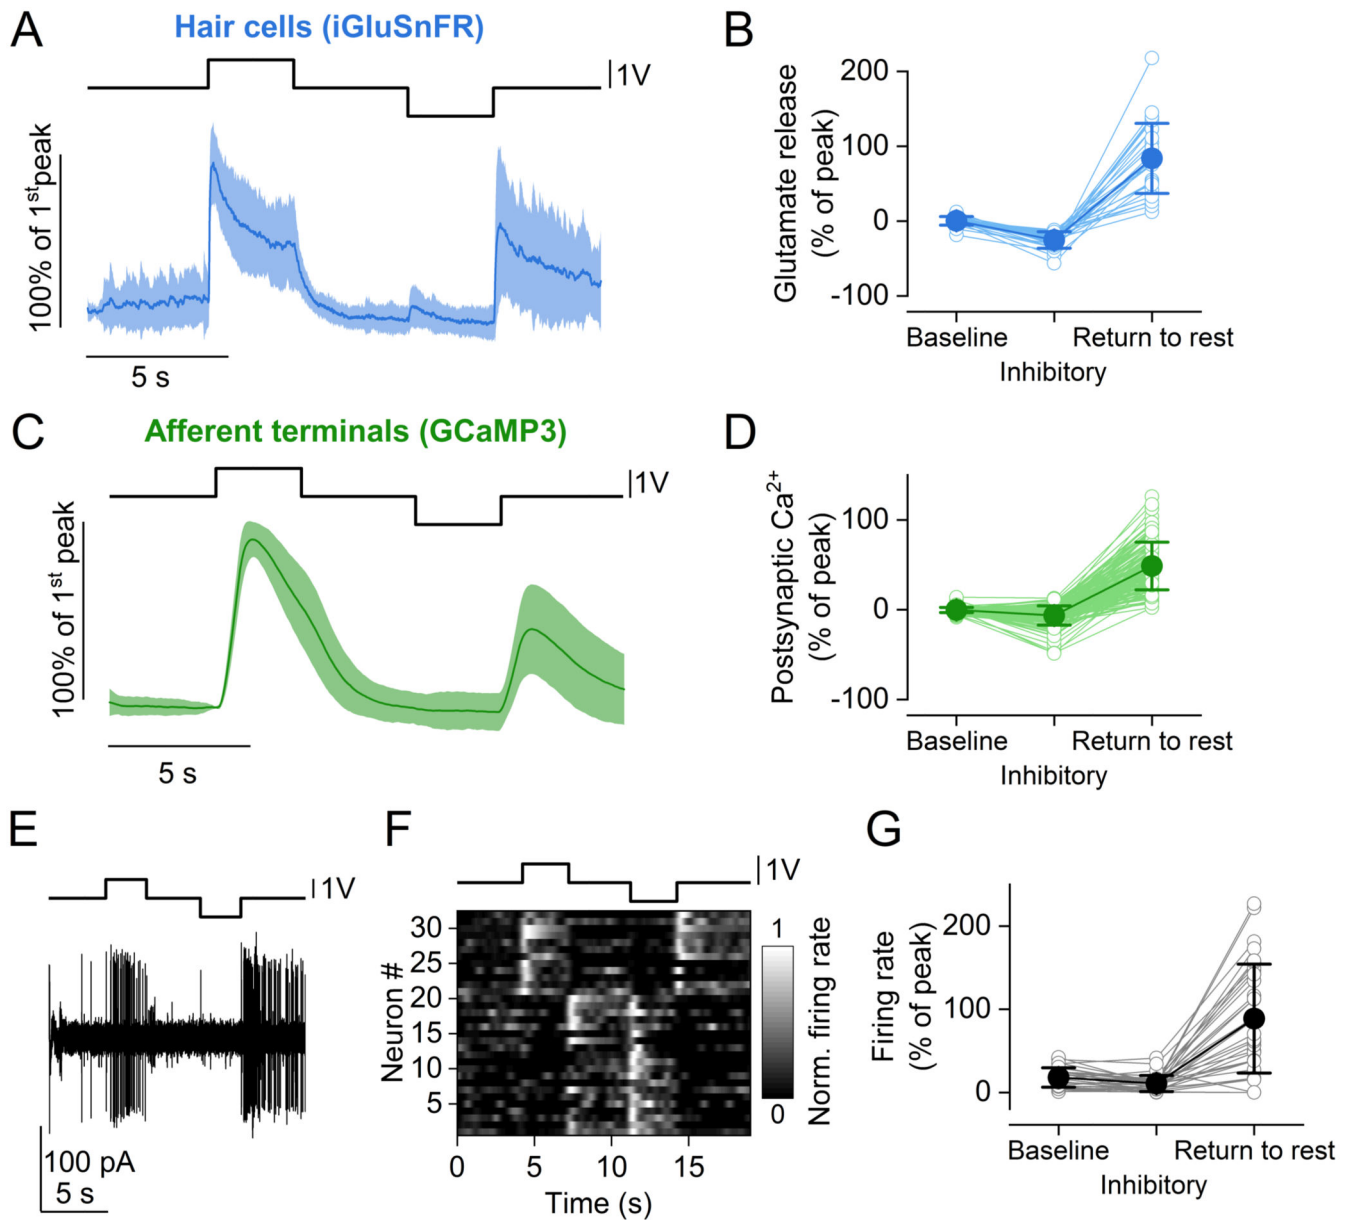 A
Hair cells (iGluSnFR)
1V
100% of 1st peak
5 s
B
Glutamate release
(% of peak)
200
100
0
-100
Baseline
Return to rest
Inhibitory
C
Afferent terminals (GCaMP3)
1V
100% of 1st peak
5 s
D
Postsynaptic Ca2+
(% of peak)
100
0
-100
Baseline
Return to rest
Inhibitory
E
1V
100 pA
5 s
F
1V
Neuron #
30
25
20
15
10
5
0
5
10
15
Time (s)
1
0
Norm. firing rate
G
Firing rate
(% of peak)
200
100
0
Baseline
Return to rest
Inhibitory